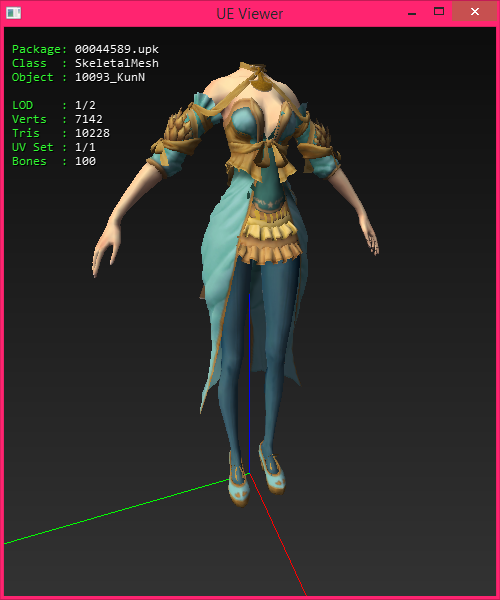 UE Viewer
Package: 00044589.upk
Class  : SkeletalMesh
Object : 10093_KunN
LOD    : 1/2
Verts  : 7142
Tris   : 10228
UV Set : 1/1
Bones  : 100